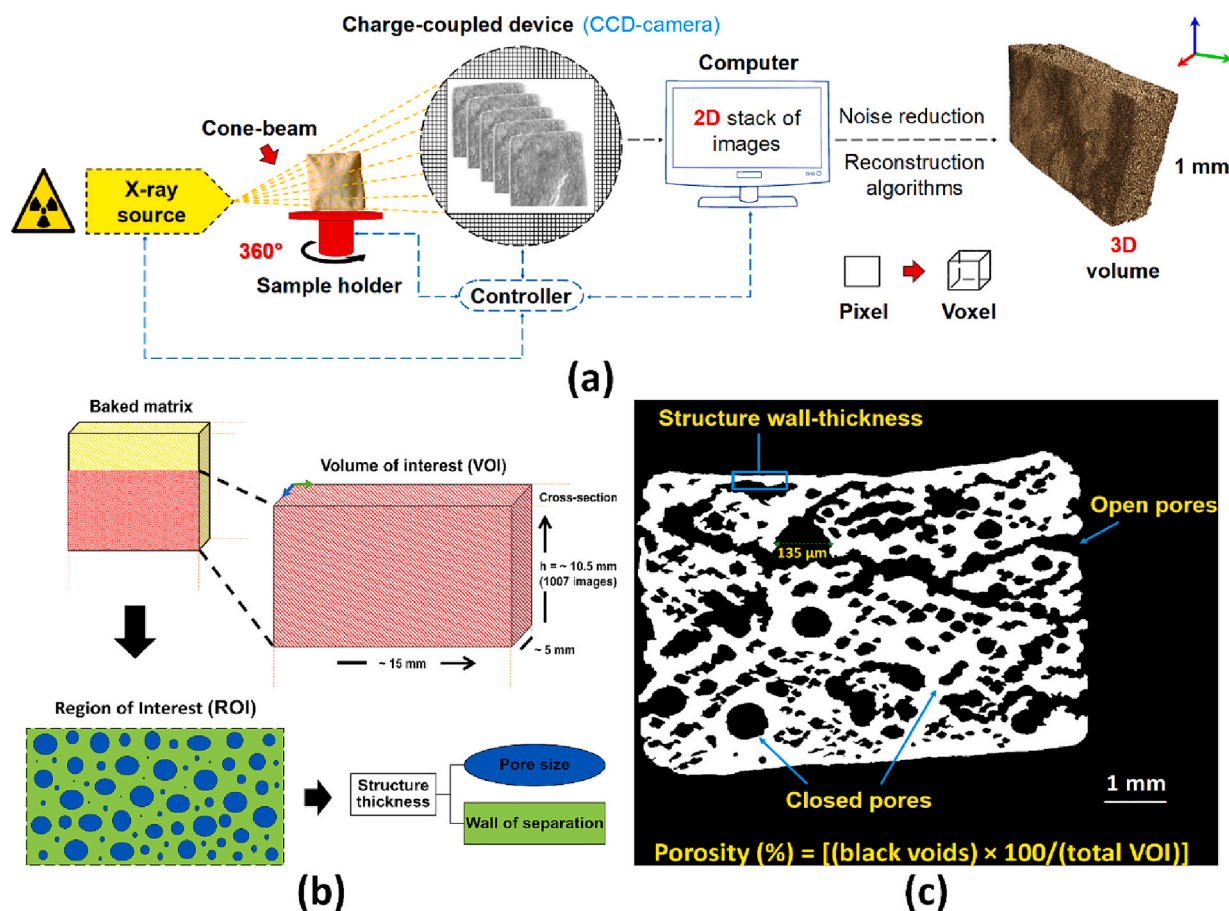 Charge-coupled device (CCD-camera)
Computer
Cone-beam
2D stack of
images
Noise reduction
Reconstruction
algorithms
1 mm
X-ray
source
360°
Sample holder
Controller
3D
volume
Pixel
Voxel
(a)
Baked matrix
Volume of interest (VOI)
Cross-section
h = ~ 10.5 mm
(1007 images)
~ 5 mm
~ 15 mm
Region of Interest (ROI)
Structure
thickness
Pore size
Wall of separation
(b)
Structure wall-thickness
Open pores
135 µm
Closed pores
1 mm
Porosity (%) = [(black voids) × 100/(total VOI)]
(c)